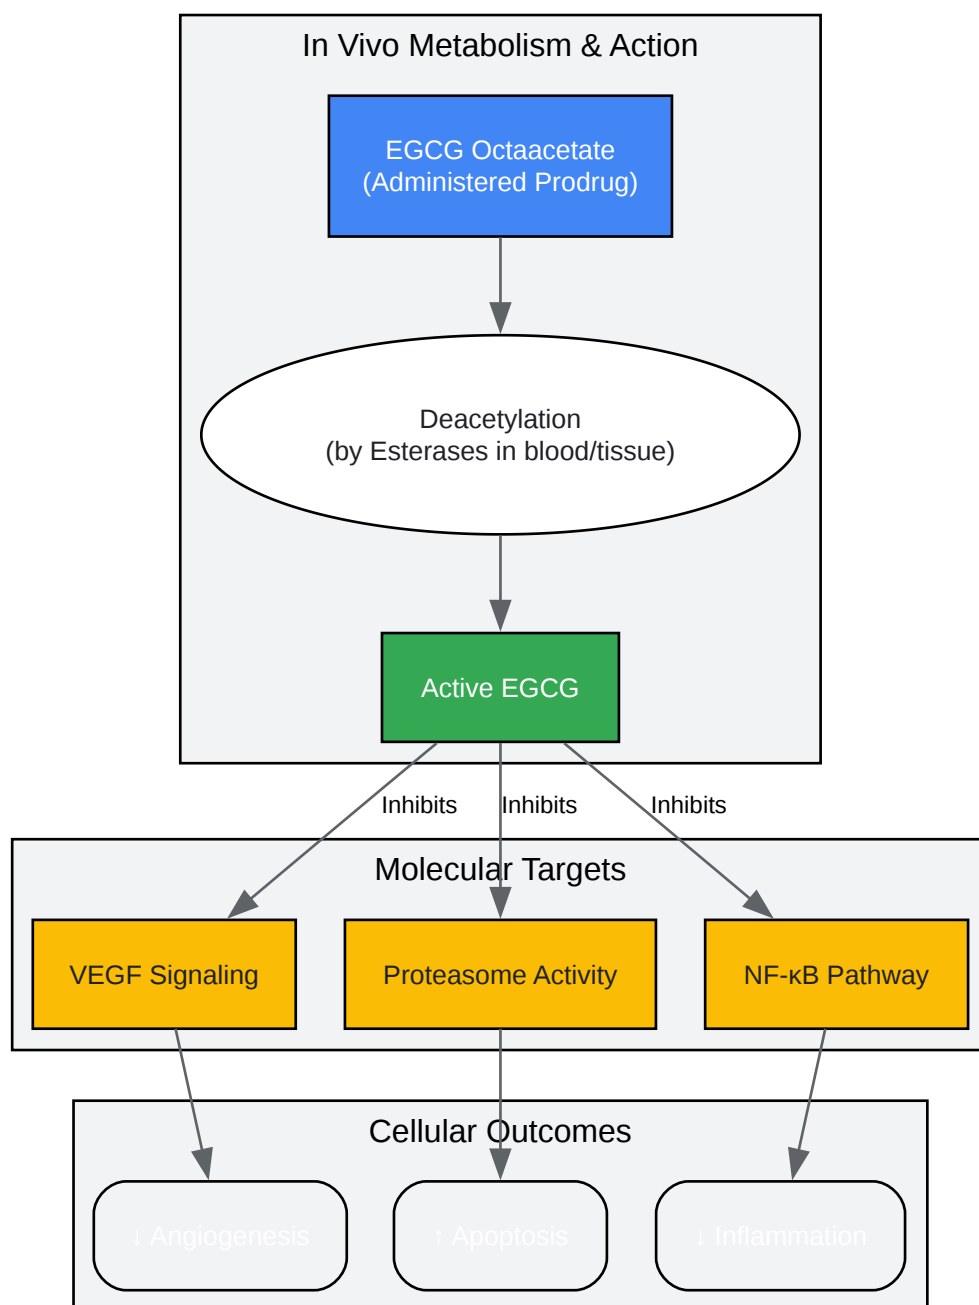 In Vivo Metabolism & Action
EGCG Octaacetate
(Administered Prodrug)
Deacetylation
(by Esterases in blood/tissue)
Active EGCG
Inhibits
Inhibits
Inhibits
Molecular Targets
VEGF Signaling
Proteasome Activity
NF-κB Pathway
Cellular Outcomes
↓ Angiogenesis
↑ Apoptosis
↓ Inflammation